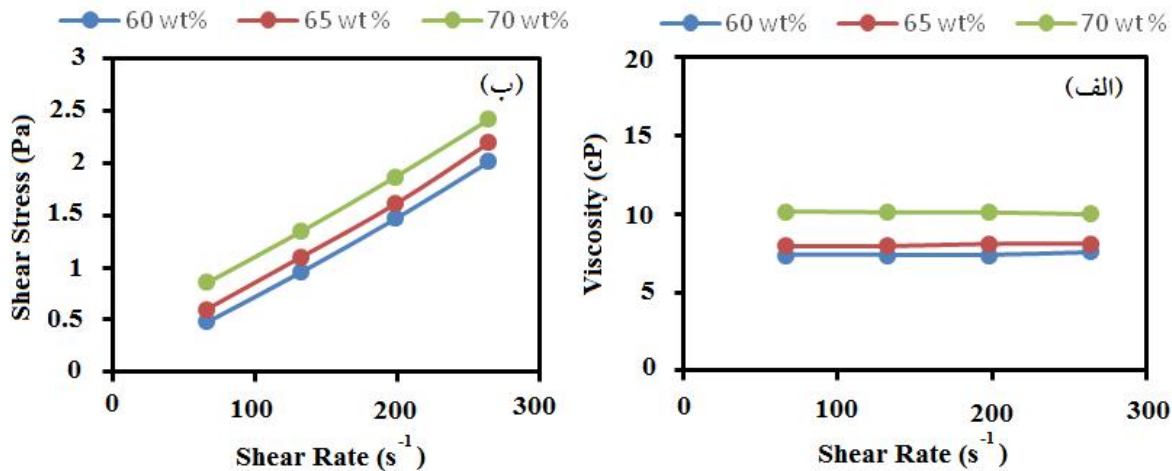 60 wt% 65 wt% 70 wt%
(ب)
3
2.5
2
1.5
1
0.5
0
Shear Stress (Pa)
0 100 200 300
Shear Rate (s⁻¹)
60 wt% 65 wt% 70 wt%
(الف)
20
15
10
5
0
Viscosity (cP)
0 100 200 300
Shear Rate (s⁻¹)